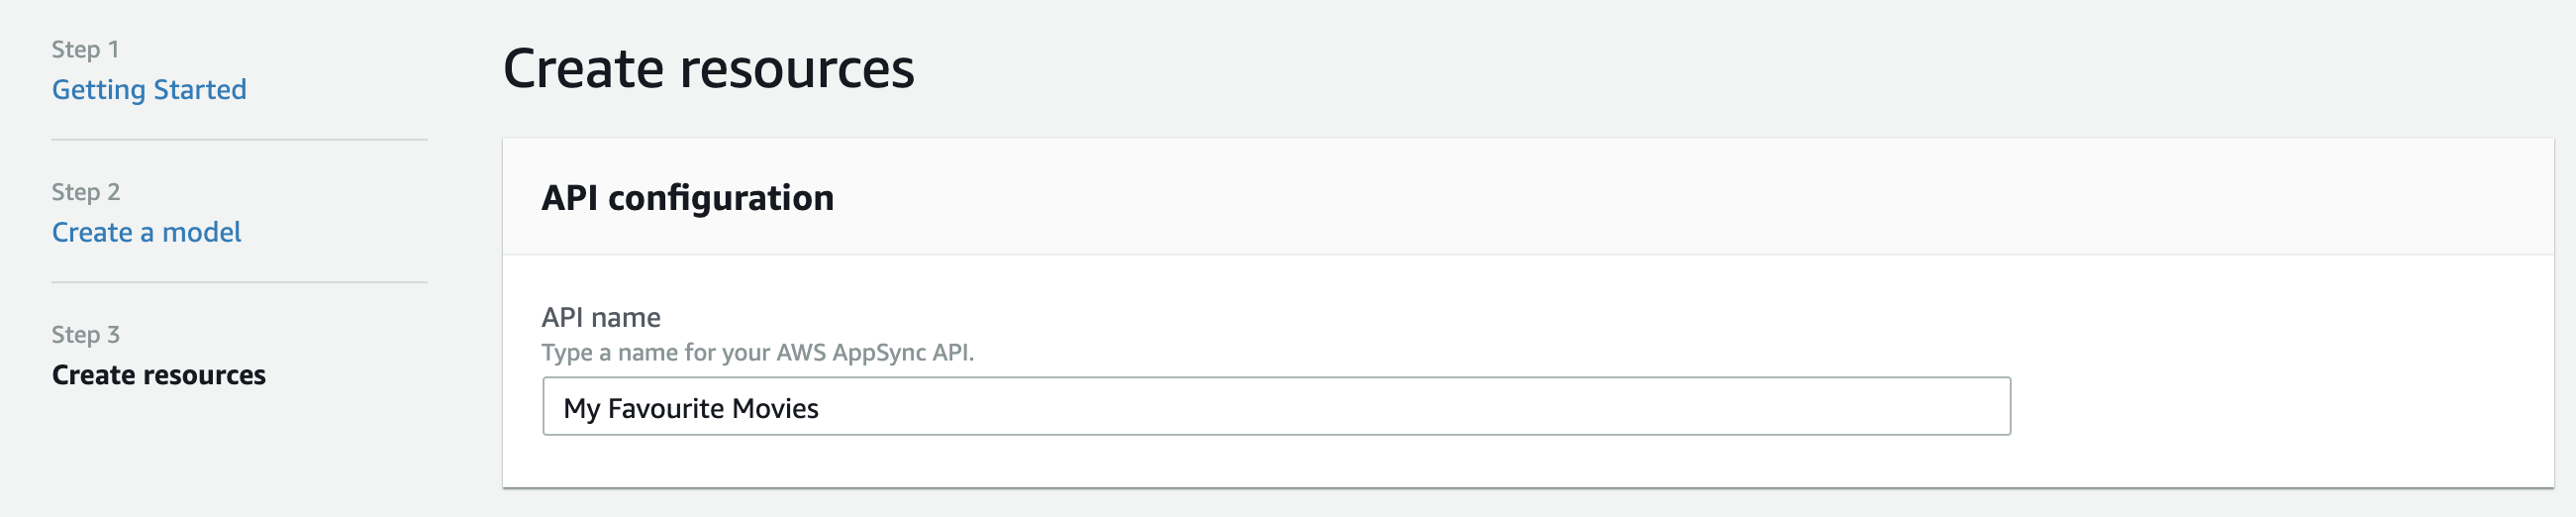 Step 1
Getting Started
Step 2
Create a model
Step 3
Create resources
Create resources
API configuration
API name
Type a name for your AWS AppSync API.
My Favourite Movies